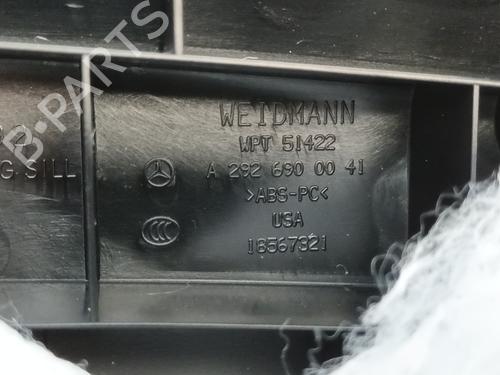 WEIDMANN
WPT 51422
A 292 690 00 41
>ABS-PC<
USA
18567321
G SILL
B-PARTS